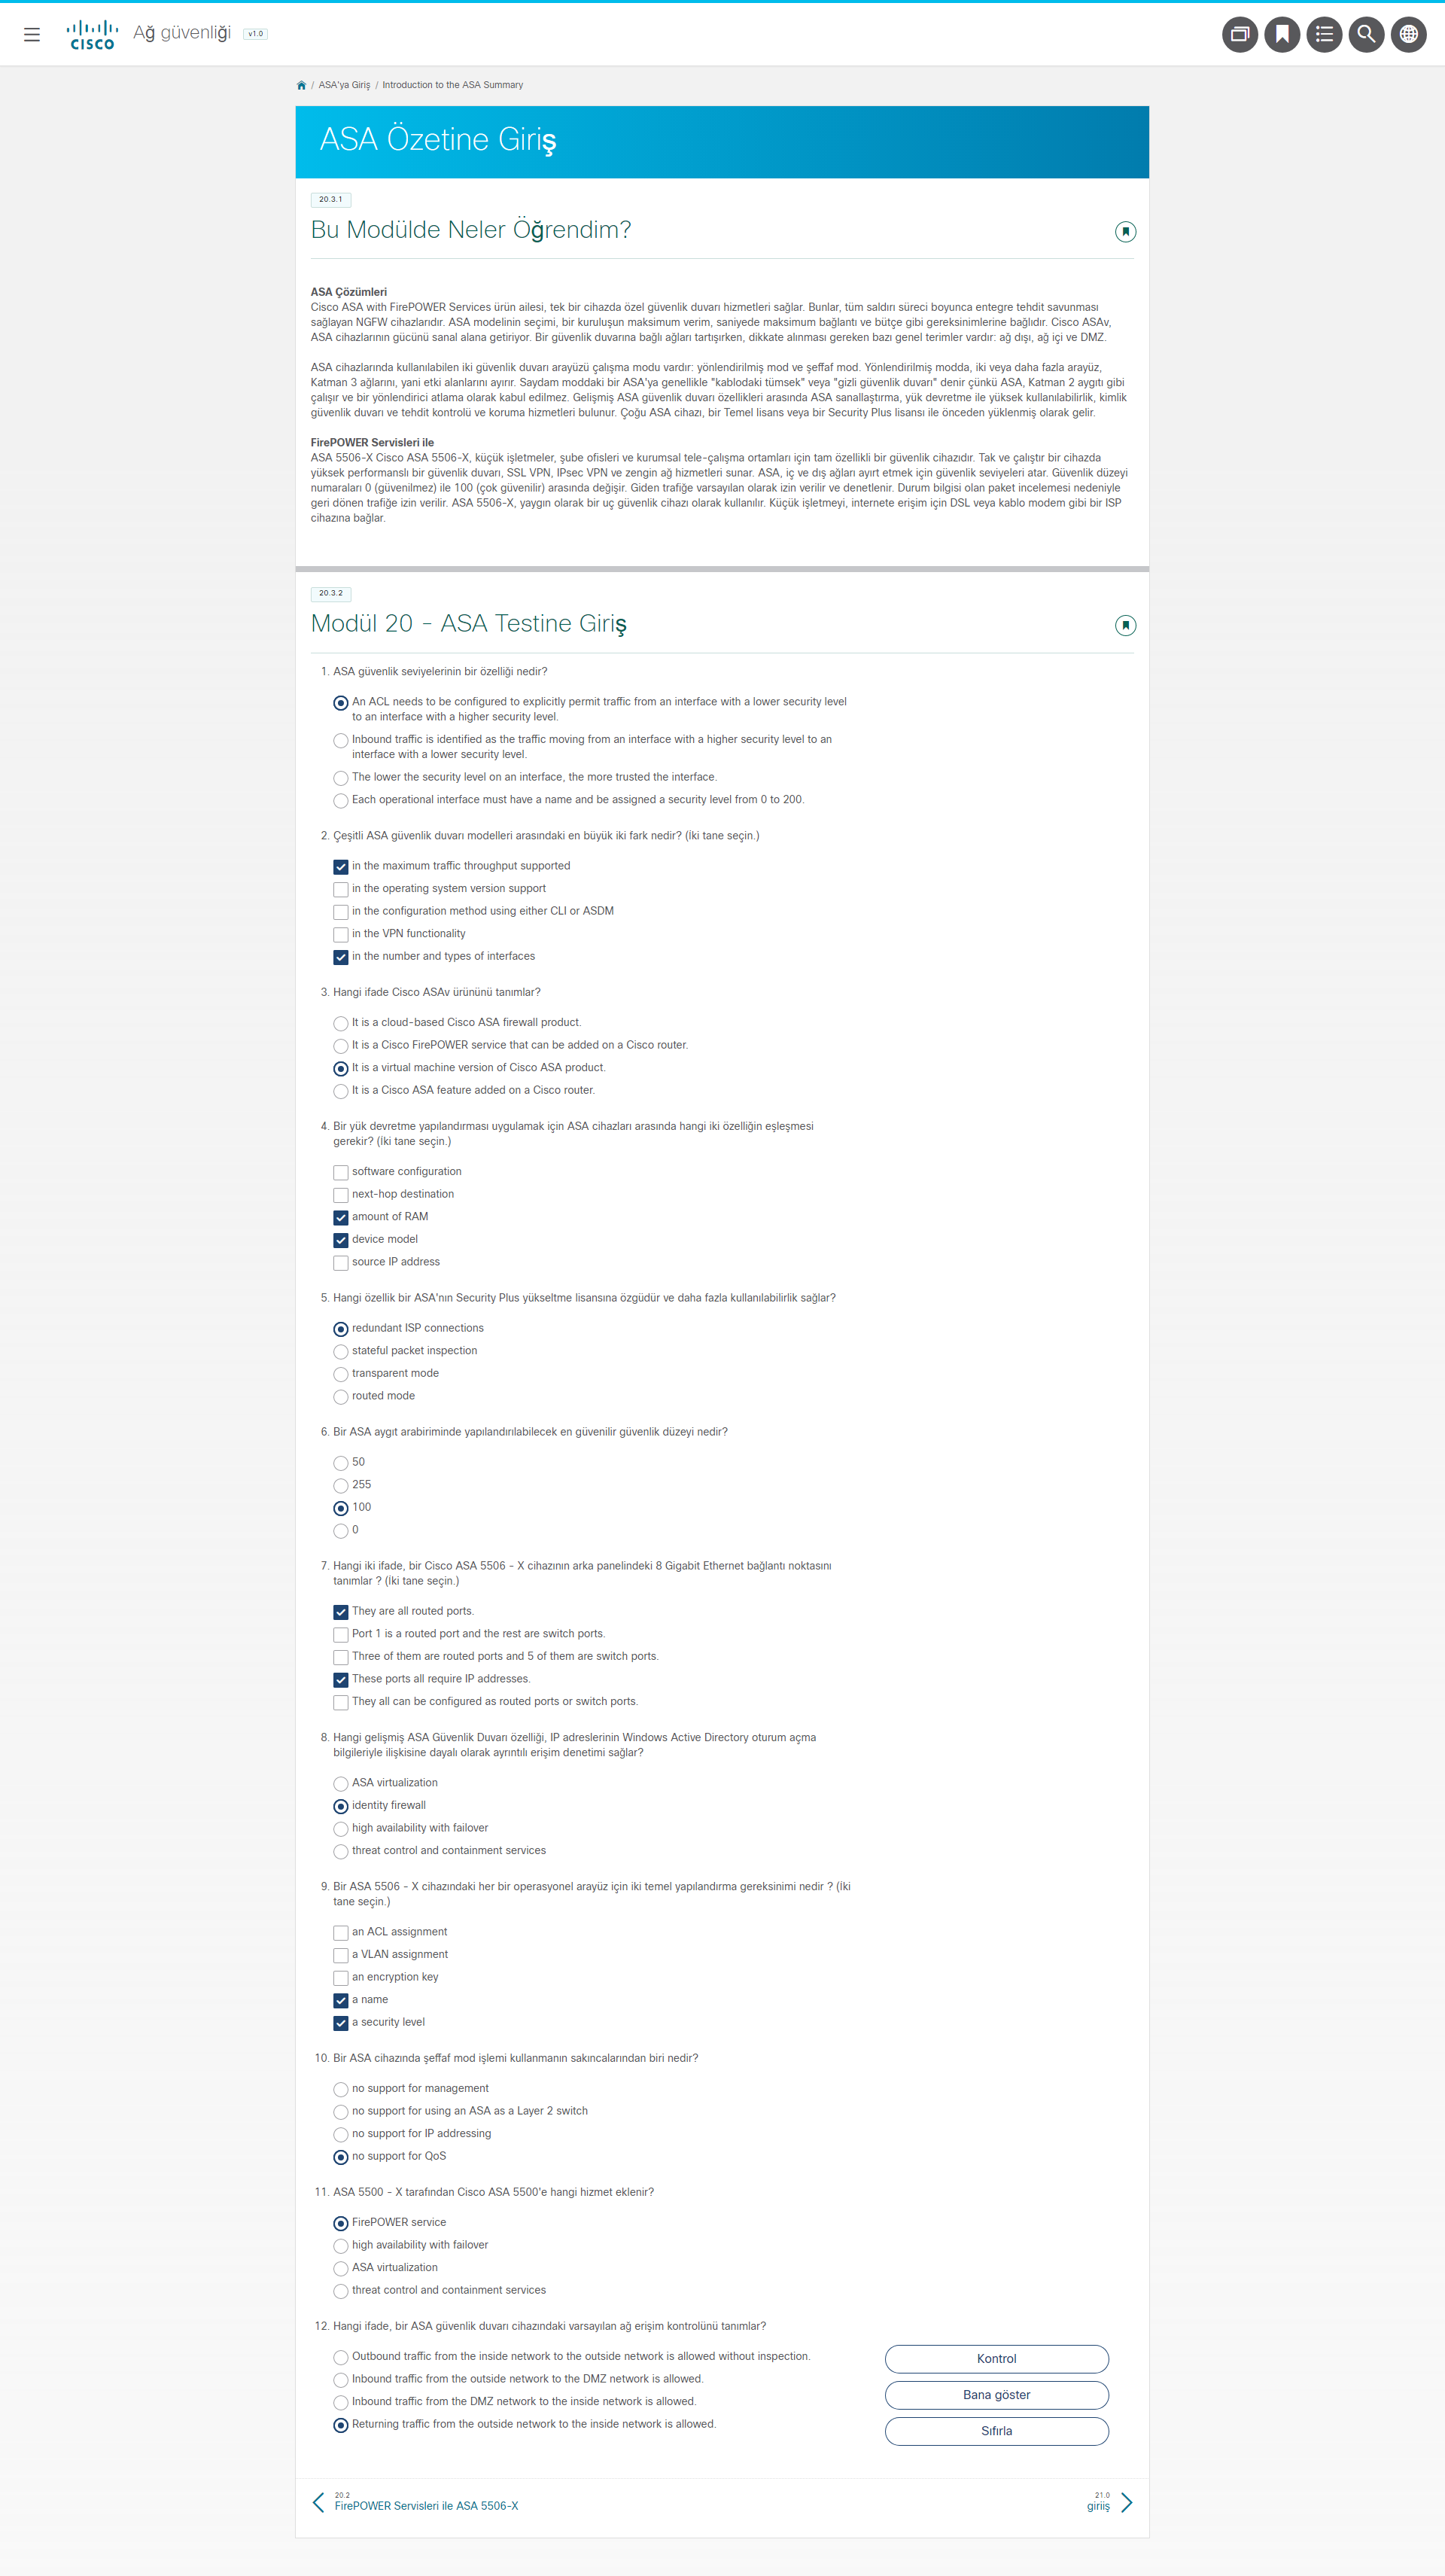 CISCO
Ağ güvenliği v1.0
/ ASA'ya Giriş / Introduction to the ASA Summary
ASA Özetine Giriş
20.3.1
Bu Modülde Neler Öğrendim?
ASA Çözümleri
Cisco ASA with FirePOWER Services ürün ailesi, tek bir cihazda özel güvenlik duvarı hizmetleri sağlar. Bunlar, tüm saldırı süreci boyunca entegre tehdit savunması
sağlayan NGFW cihazlarıdır. ASA modelinin seçimi, bir kuruluşun maksimum verim, saniyede maksimum bağlantı ve bütçe gibi gereksinimlerine bağlıdır. Cisco ASAv,
ASA cihazlarının gücünü sanal alana getiriyor. Bir güvenlik duvarına bağlı ağları tartışırken, dikkate alınması gereken bazı genel terimler vardır: ağ dışı, ağ içi ve DMZ.
ASA cihazlarında kullanılabilen iki güvenlik duvarı arayüzü çalışma modu vardır: yönlendirilmiş mod ve şeffaf mod. Yönlendirilmiş modda, iki veya daha fazla arayüz,
Katman 3 ağlarını, yani etki alanlarını ayırır. Saydam moddaki bir ASA'ya genellikle "kablodaki tümsek" veya "gizli güvenlik duvarı" denir çünkü ASA, Katman 2 aygıtı gibi
çalışır ve bir yönlendirici atlama olarak kabul edilmez. Gelişmiş ASA güvenlik duvarı özellikleri arasında ASA sanallaştırma, yük devretme ile yüksek kullanılabilirlik, kimlik
güvenlik duvarı ve tehdit kontrolü ve koruma hizmetleri bulunur. Çoğu ASA cihazı, bir Temel lisans veya bir Security Plus lisansı ile önceden yüklenmiş olarak gelir.
FirePOWER Servisleri ile
ASA 5506-X Cisco ASA 5506-X, küçük işletmeler, şube ofisleri ve kurumsal tele-çalışma ortamları için tam özellikli bir güvenlik cihazıdır. Tak ve çalıştır bir cihazda
yüksek performanslı bir güvenlik duvarı, SSL VPN, IPsec VPN ve zengin ağ hizmetleri sunar. ASA, iç ve dış ağları ayırt etmek için güvenlik seviyeleri atar. Güvenlik düzeyi
numaraları 0 (güvenilmez) ile 100 (çok güvenilir) arasında değişir. Giden trafiğe varsayılan olarak izin verilir ve denetlenir. Durum bilgisi olan paket incelemesi nedeniyle
geri dönen trafiğe izin verilir. ASA 5506-X, yaygın olarak bir uç güvenlik cihazı olarak kullanılır. Küçük işletmeyi, internete erişim için DSL veya kablo modem gibi bir ISP
cihazına bağlar.
20.3.2
Modül 20 - ASA Testine Giriş
1. ASA güvenlik seviyelerinin bir özelliği nedir?
An ACL needs to be configured to explicitly permit traffic from an interface with a lower security level
to an interface with a higher security level.
Inbound traffic is identified as the traffic moving from an interface with a higher security level to an
interface with a lower security level.
The lower the security level on an interface, the more trusted the interface.
Each operational interface must have a name and be assigned a security level from 0 to 200.
2. Çeşitli ASA güvenlik duvarı modelleri arasındaki en büyük iki fark nedir? (İki tane seçin.)
in the maximum traffic throughput supported
in the operating system version support
in the configuration method using either CLI or ASDM
in the VPN functionality
in the number and types of interfaces
3. Hangi ifade Cisco ASAv ürününü tanımlar?
It is a cloud-based Cisco ASA firewall product.
It is a Cisco FirePOWER service that can be added on a Cisco router.
It is a virtual machine version of Cisco ASA product.
It is a Cisco ASA feature added on a Cisco router.
4. Bir yük devretme yapılandırması uygulamak için ASA cihazları arasında hangi iki özelliğin eşleşmesi
gerekir? (İki tane seçin.)
software configuration
next-hop destination
amount of RAM
device model
source IP address
5. Hangi özellik bir ASA'nın Security Plus yükseltme lisansına özgüdür ve daha fazla kullanılabilirlik sağlar?
redundant ISP connections
stateful packet inspection
transparent mode
routed mode
6. Bir ASA aygıt arabiriminde yapılandırılabilecek en güvenilir güvenlik düzeyi nedir?
50
255
100
0
7. Hangi iki ifade, bir Cisco ASA 5506 - X cihazının arka panelindeki 8 Gigabit Ethernet bağlantı noktasını
tanımlar ? (İki tane seçin.)
They are all routed ports.
Port 1 is a routed port and the rest are switch ports.
Three of them are routed ports and 5 of them are switch ports.
These ports all require IP addresses.
They all can be configured as routed ports or switch ports.
8. Hangi gelişmiş ASA Güvenlik Duvarı özelliği, IP adreslerinin Windows Active Directory oturum açma
bilgileriyle ilişkisine dayalı olarak ayrıntılı erişim denetimi sağlar?
ASA virtualization
identity firewall
high availability with failover
threat control and containment services
9. Bir ASA 5506 - X cihazındaki her bir operasyonel arayüz için iki temel yapılandırma gereksinimi nedir ? (İki
tane seçin.)
an ACL assignment
a VLAN assignment
an encryption key
a name
a security level
10. Bir ASA cihazında şeffaf mod işlemi kullanmanın sakıncalarından biri nedir?
no support for management
no support for using an ASA as a Layer 2 switch
no support for IP addressing
no support for QoS
11. ASA 5500 - X tarafından Cisco ASA 5500'e hangi hizmet eklenir?
FirePOWER service
high availability with failover
ASA virtualization
threat control and containment services
12. Hangi ifade, bir ASA güvenlik duvarı cihazındaki varsayılan ağ erişim kontrolünü tanımlar?
Outbound traffic from the inside network to the outside network is allowed without inspection.
Inbound traffic from the outside network to the DMZ network is allowed.
Inbound traffic from the DMZ network to the inside network is allowed.
Returning traffic from the outside network to the inside network is allowed.
Kontrol
Bana göster
Sıfırla
20.2
FirePOWER Servisleri ile ASA 5506-X
21.0
giriiş